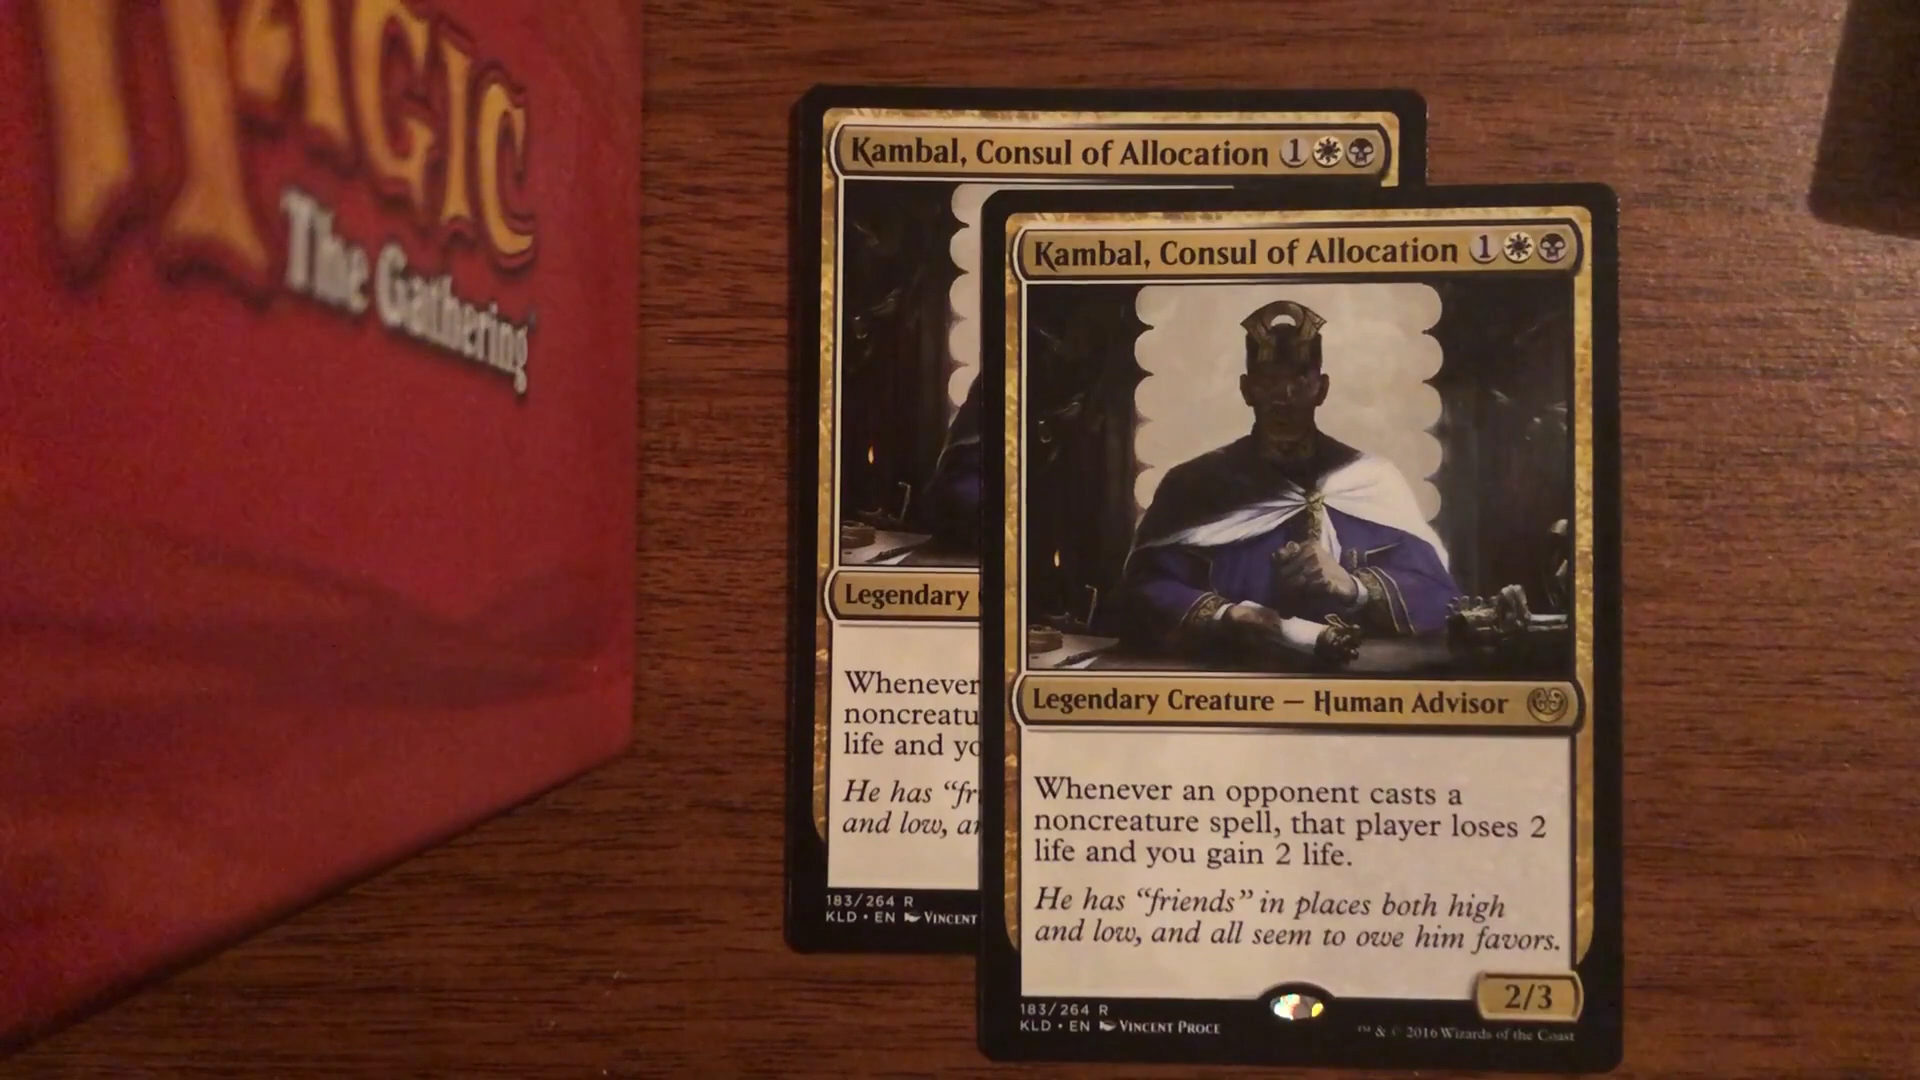 MAGIC
The Gathering
Kambal, Consul of Allocation 1
Legendary
Whenever
noncreatu
life and yo
He has “fr
and low, an
183/264 R
KLD • EN VINCENT
Kambal, Consul of Allocation 1
Legendary Creature — Human Advisor
Whenever an opponent casts a
noncreature spell, that player loses 2
life and you gain 2 life.
He has “friends” in places both high
and low, and all seem to owe him favors.
2/3
183/264 R
KLD • EN VINCENT PROCE
™ & © 2016 Wizards of the Coast